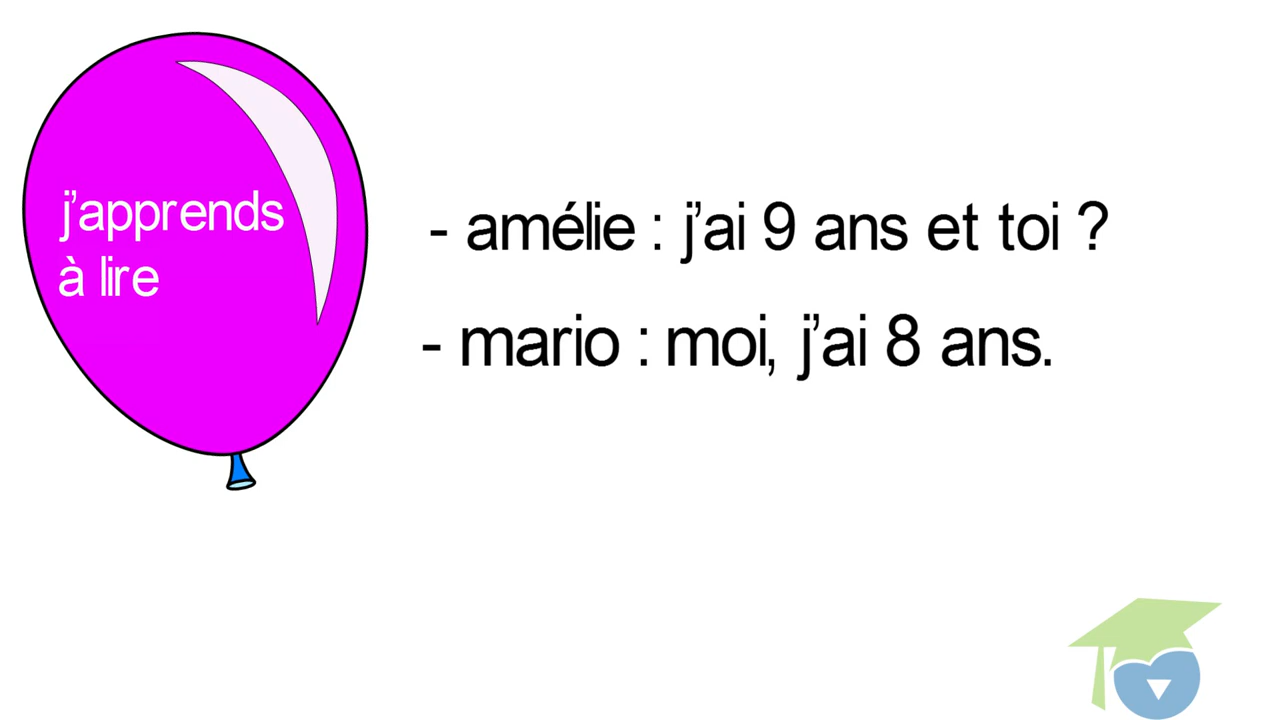 j'apprends
à lire
- amélie : j'ai 9 ans et toi ?
- mario : moi, j'ai 8 ans.